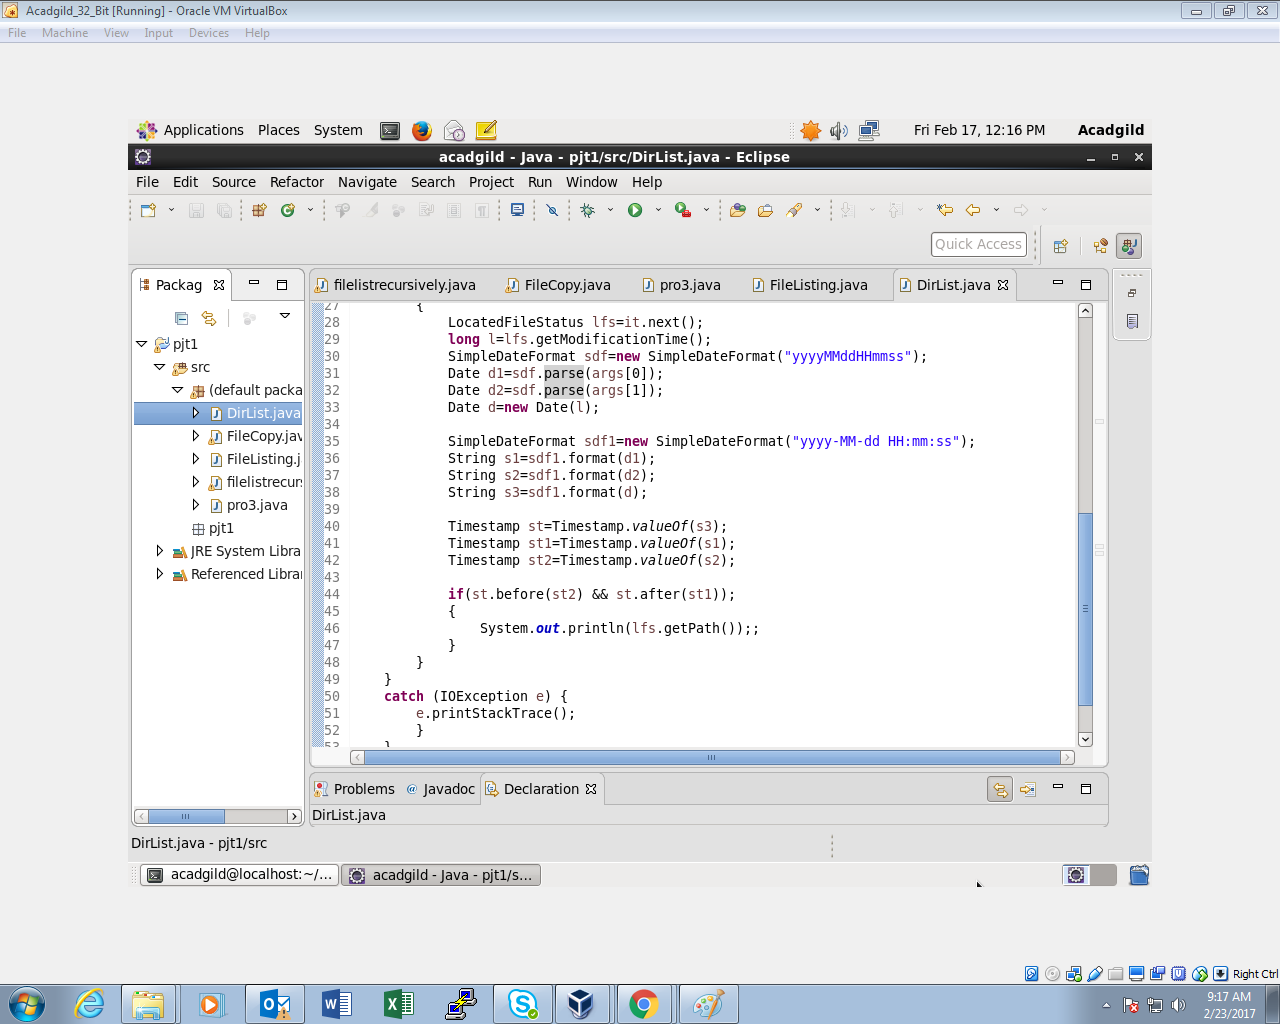 Acadgild_32_Bit [Running] - Oracle VM VirtualBox
File Machine View Input Devices Help
Applications Places System Fri Feb 17, 12:16 PM Acadgild
acadgild - Java - pjt1/src/DirList.java - Eclipse
File Edit Source Refactor Navigate Search Project Run Window Help
Quick Access
Packag filelistrecursively.java FileCopy.java pro3.java FileListing.java DirList.java
pjt1
src
(default packa
DirList.java
FileCopy.jav
FileListing.j
filelistrecur
pro3.java
pjt1
JRE System Libra
Referenced Librai
27 {
28 LocatedFileStatus lfs=it.next();
29 long l=lfs.getModificationTime();
30 SimpleDateFormat sdf=new SimpleDateFormat("yyyyMMddHHmmss");
31 Date d1=sdf.parse(args[0]);
32 Date d2=sdf.parse(args[1]);
33 Date d=new Date(l);
34
35 SimpleDateFormat sdf1=new SimpleDateFormat("yyyy-MM-dd HH:mm:ss");
36 String s1=sdf1.format(d1);
37 String s2=sdf1.format(d2);
38 String s3=sdf1.format(d);
39
40 Timestamp st=Timestamp.valueOf(s3);
41 Timestamp st1=Timestamp.valueOf(s1);
42 Timestamp st2=Timestamp.valueOf(s2);
43
44 if(st.before(st2) && st.after(st1));
45 {
46 System.out.println(lfs.getPath());;
47 }
48 }
49 }
50 catch (IOException e) {
51 e.printStackTrace();
52 }
53 }
Problems Javadoc Declaration
DirList.java
DirList.java - pjt1/src
acadgild@localhost:~/... acadgild - Java - pjt1/s...
Right Ctrl
9:17 AM
2/23/2017